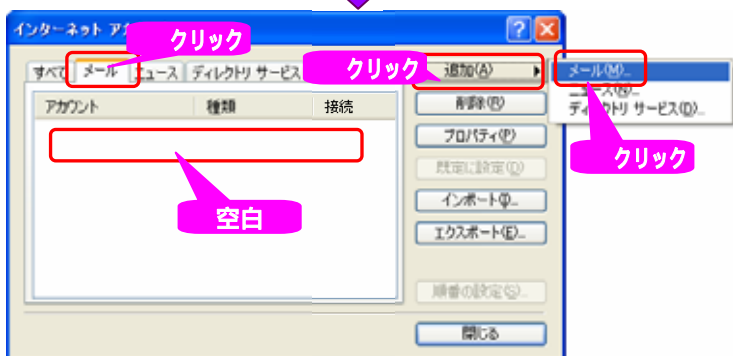 インターネット ア
クリック
すべて メール ニュース ディレクトリ サービス
クリック
追加(A)
メール(M)...
ニュース(N)...
ディレクトリ サービス(D)...
クリック
アカウント 種類 接続
削除(R)
プロパティ(P)
既定に設定(D)
空白
インポート(I)...
エクスポート(E)...
順番の設定(S)...
閉じる